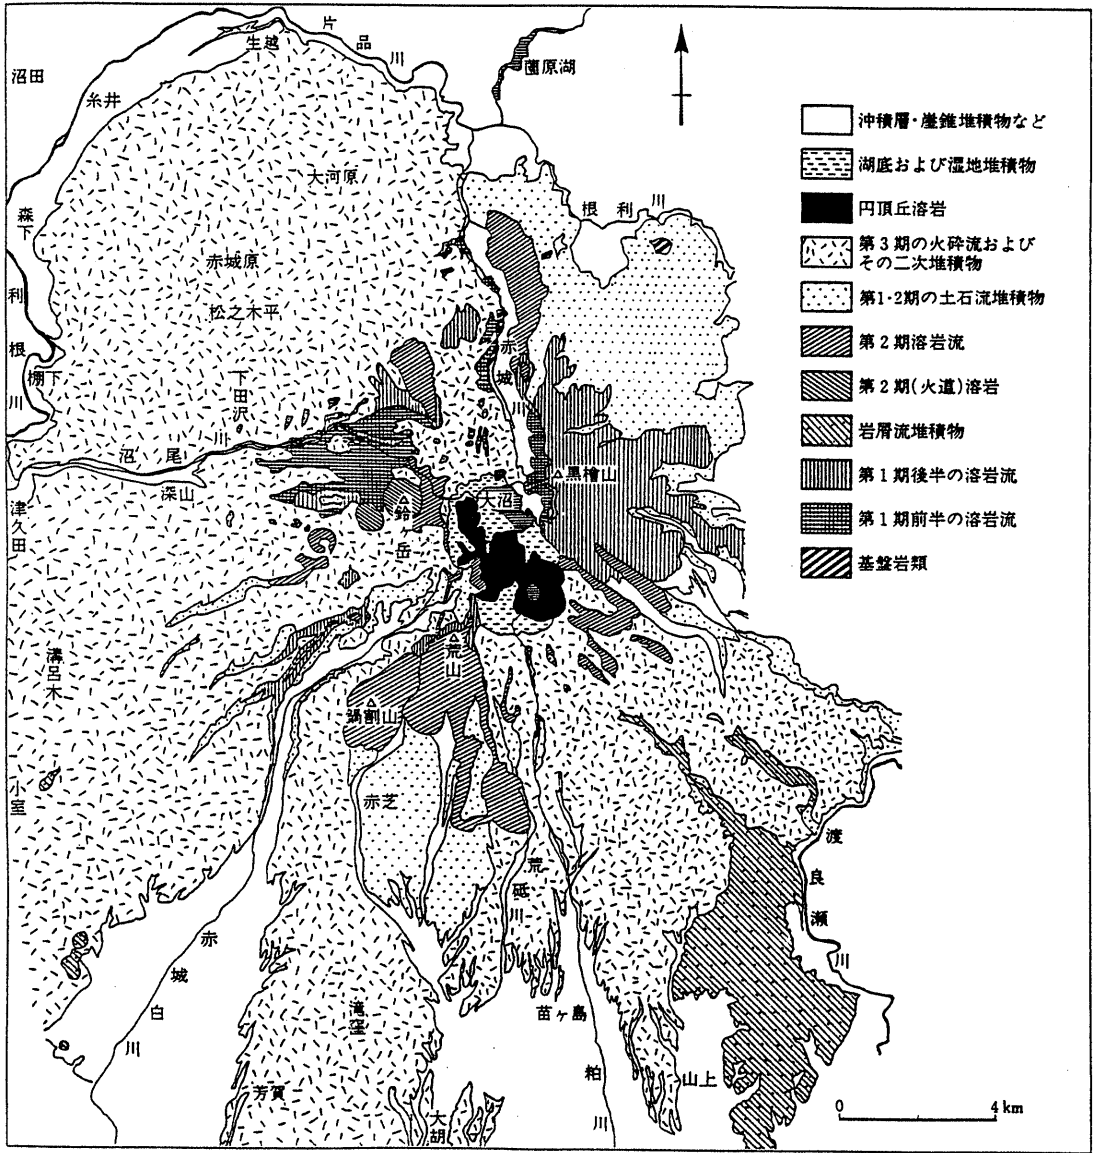 片品川
生越
沼田
糸井
薗原湖
沖積層・崖錐堆積物など
湖底および湿地堆積物
円頂丘溶岩
第3期の火砕流および
その二次堆積物
第1・2期の土石流堆積物
第2期溶岩流
第2期(火道)溶岩
岩屑流堆積物
第1期後半の溶岩流
第1期前半の溶岩流
基盤岩類
大河原
根利川
森下
赤城原
利根川
松之木平
棚下
下田沢
赤城川
沼尾川
深山
黒檜山
大沼
津久田
鈴ヶ岳
荒山
溝呂木
鍋割山
小室
赤芝
渡良瀬川
荒砥川
赤城白川
滝窪
苗ヶ島
粕川
山上
芳賀
大胡
0 4km